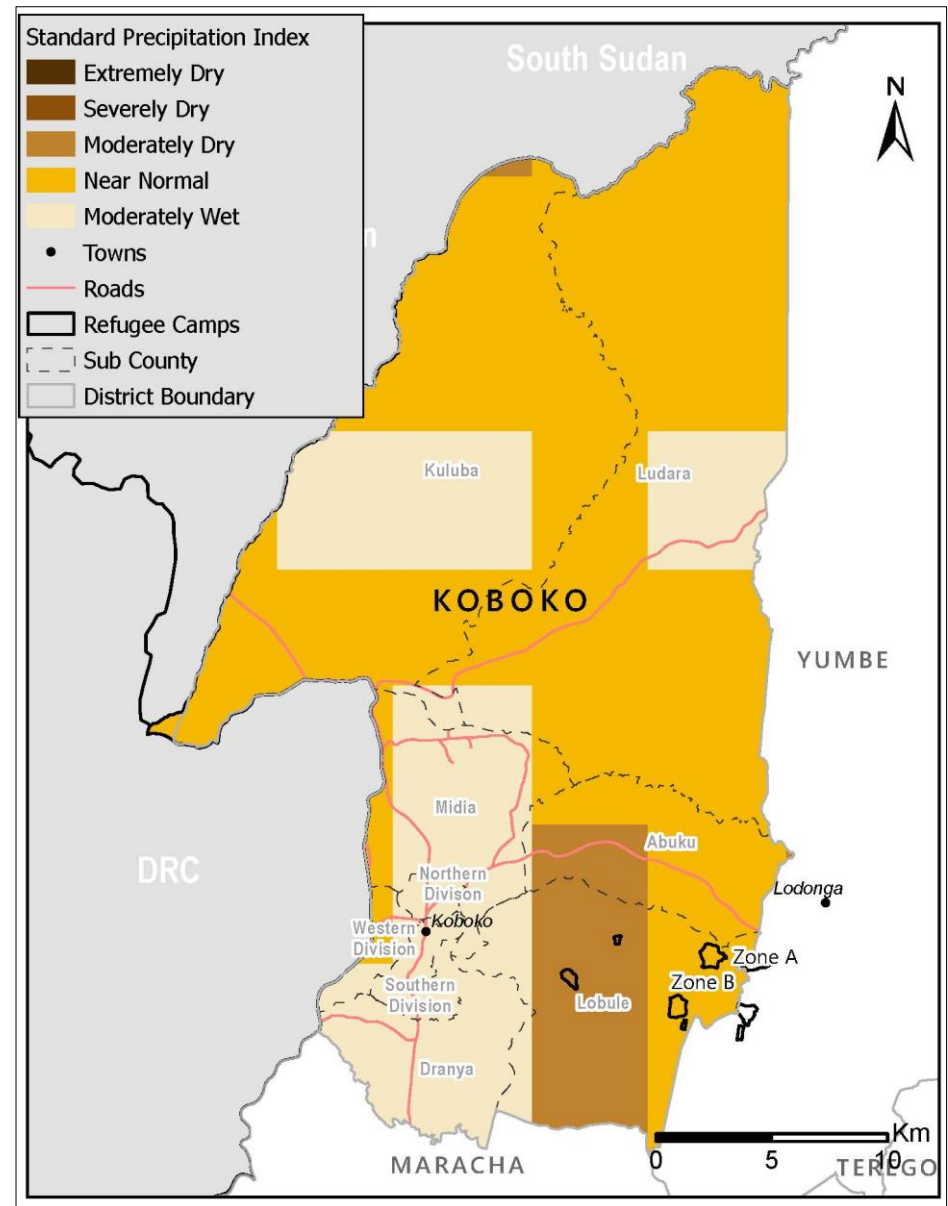 Standard Precipitation Index
Extremely Dry
Severely Dry
Moderately Dry
Near Normal
Moderately Wet
Towns
Roads
Refugee Camps
Sub County
District Boundary
South Sudan
N
Kuluba
Ludara
KOBOKO
YUMBE
Midia
DRC
Abuku
Northern
Divison
Lodonga
Western
Division
Koboko
Zone A
Zone B
Southern
Division
Lobule
Dranya
Km
0 5 10
MARACHA
TEREGO